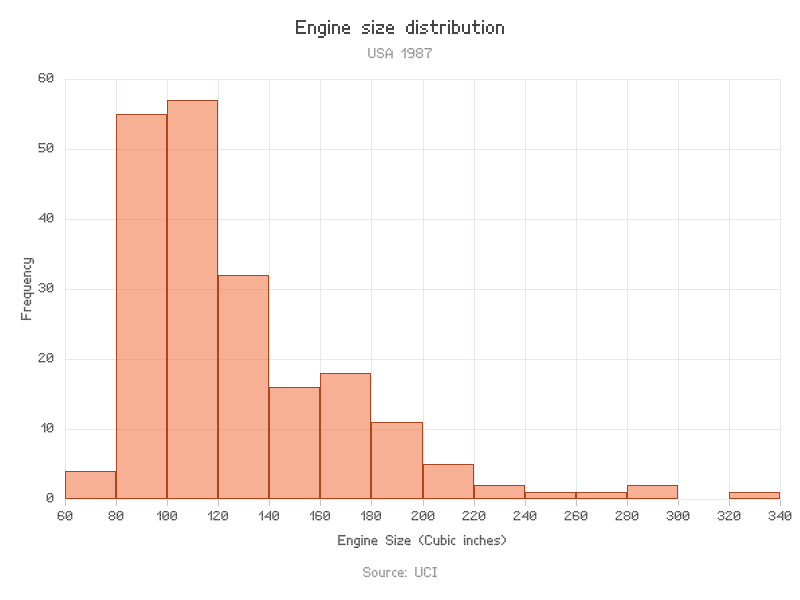 Engine size distribution
USA 1987
60
50
40
30
20
10
0
Frequency
60 80 100 120 140 160 180 200 220 240 260 280 300 320 340
Engine Size (Cubic inches)
Source: UCI